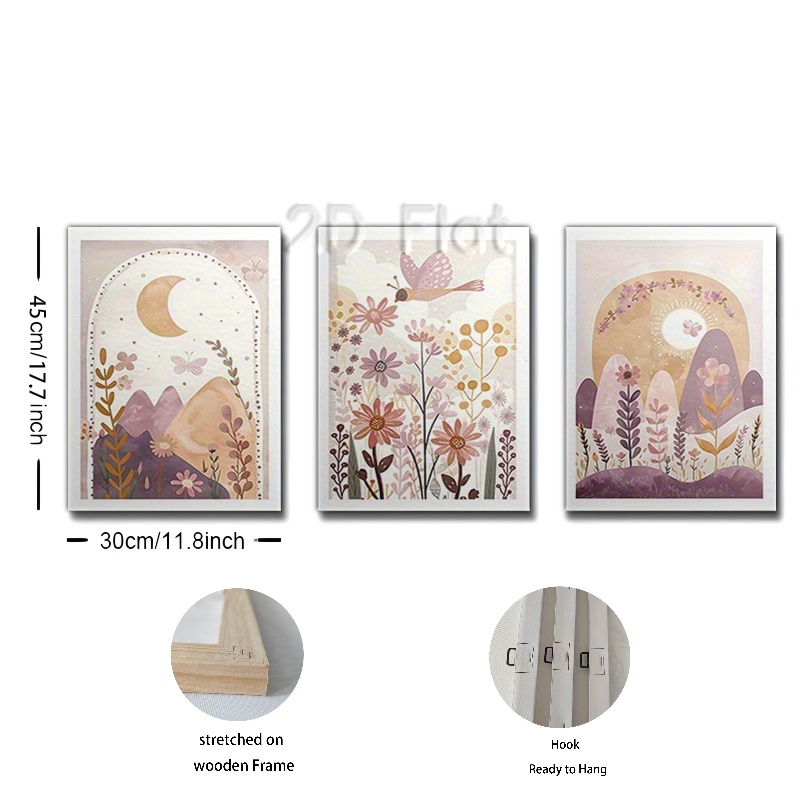 2D Flat
45cm/17.7inch
30cm/11.8inch
stretched on
wooden Frame
Hook
Ready to Hang